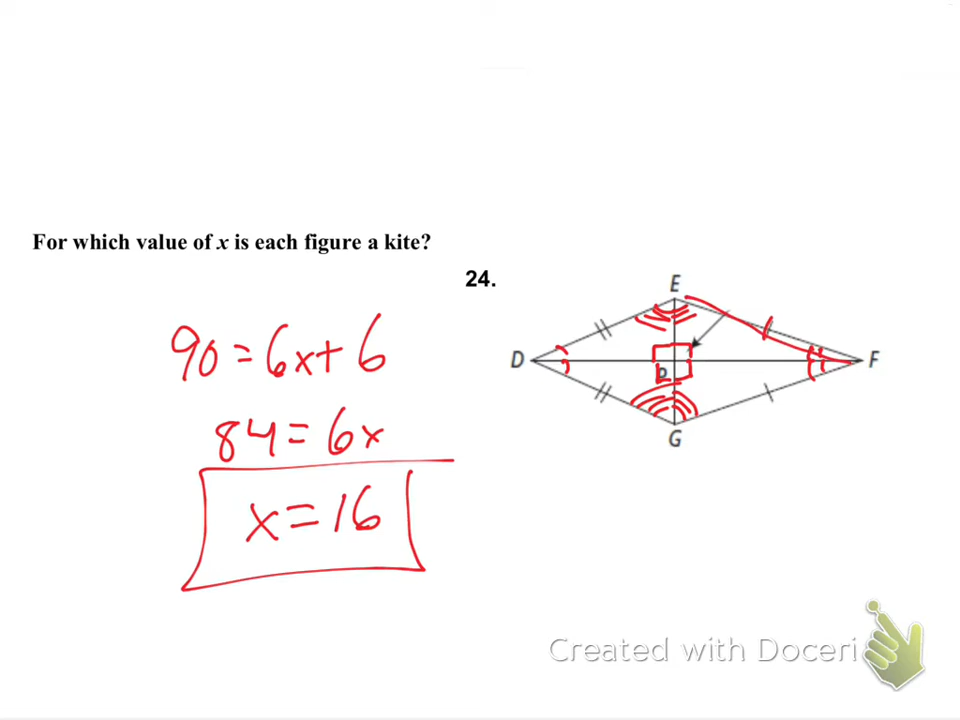 For which value of x is each figure a kite?
24.
E
D
F
G
90 = 6x + 6
84 = 6x
x = 16
Created with Doceri